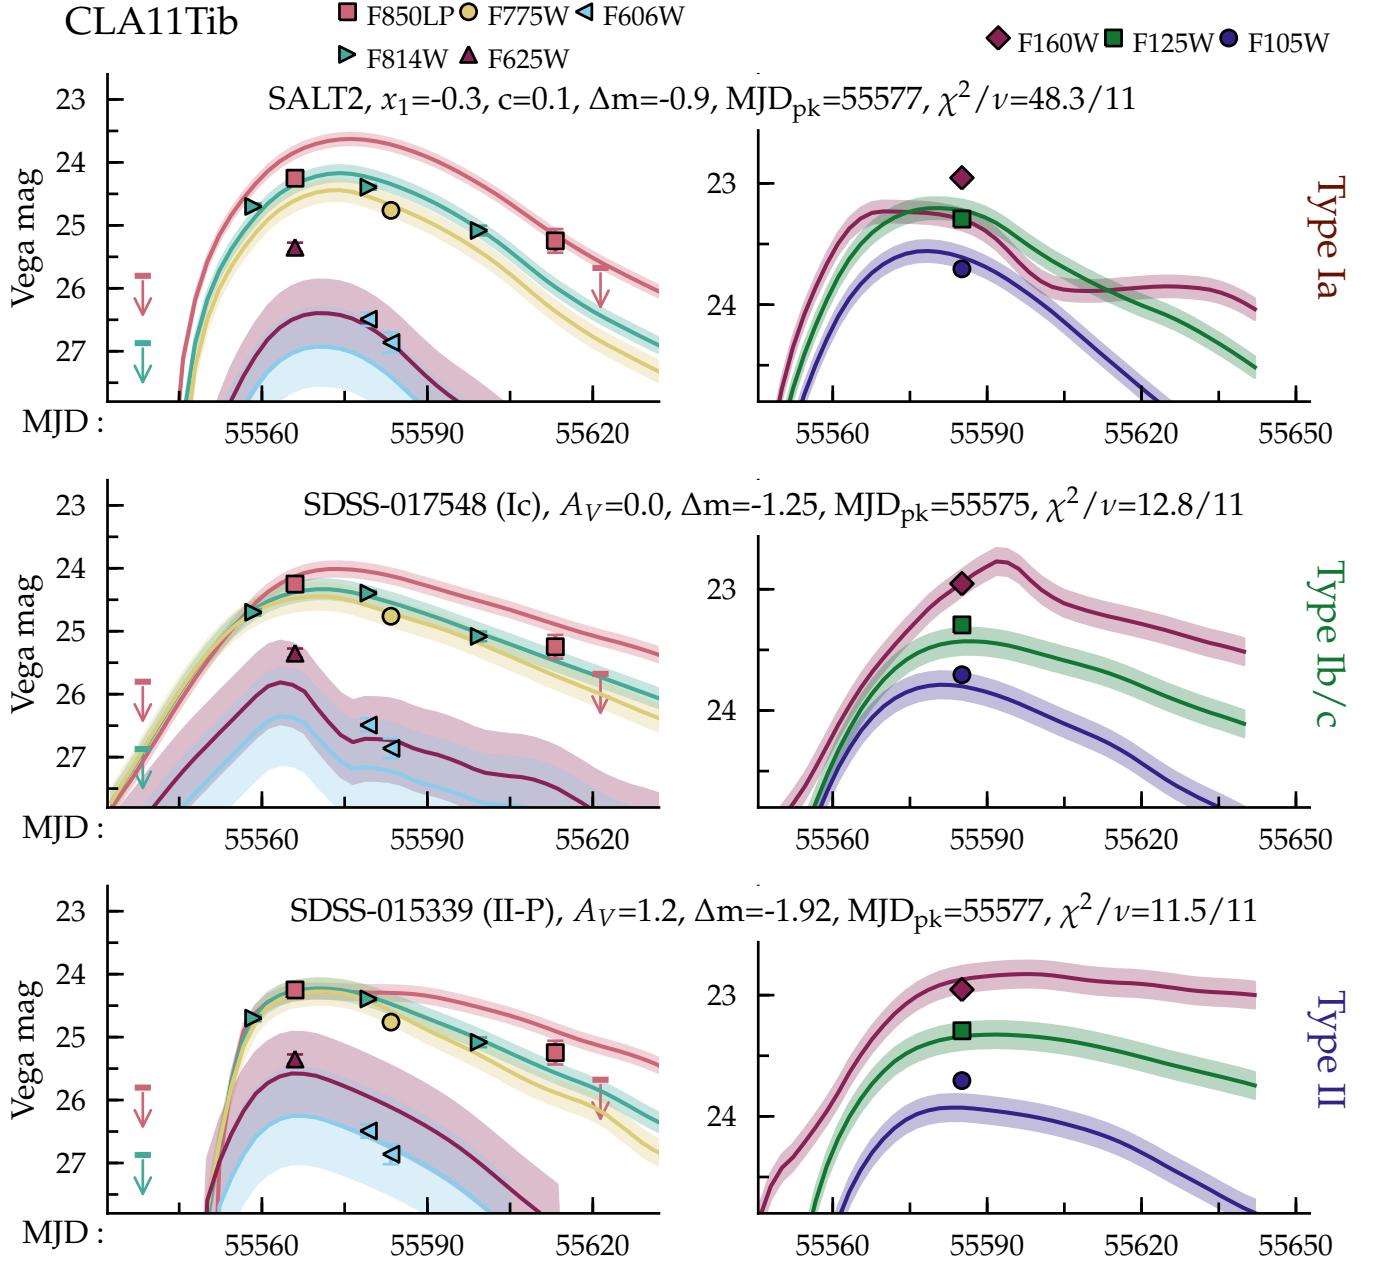 CLA11Tib
F850LP F775W F606W
F814W F625W
F160W F125W F105W
SALT2, x₁=-0.3, c=0.1, Δm=-0.9, MJDpk=55577, χ²/ν=48.3/11
23
24
25
26
27
Vega mag
23
24
Type Ia
MJD :
55560 55590 55620
55560 55590 55620 55650
SDSS-017548 (Ic), A_V=0.0, Δm=-1.25, MJDpk=55575, χ²/ν=12.8/11
23
24
25
26
27
Vega mag
23
24
Type Ib/c
MJD :
55560 55590 55620
55560 55590 55620 55650
SDSS-015339 (II-P), A_V=1.2, Δm=-1.92, MJDpk=55577, χ²/ν=11.5/11
23
24
25
26
27
Vega mag
23
24
Type II
MJD :
55560 55590 55620
55560 55590 55620 55650